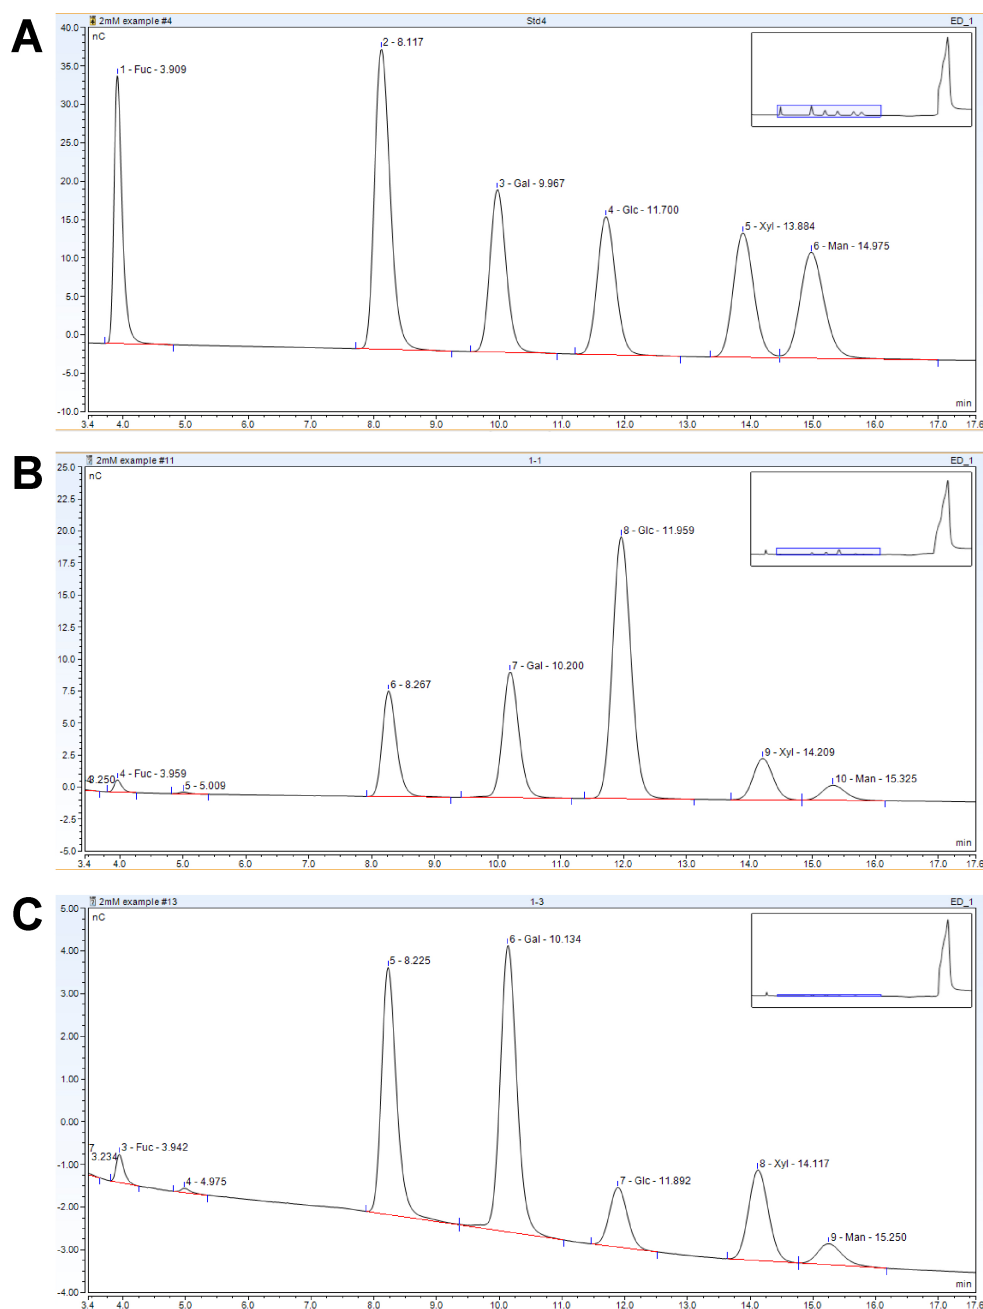 A
2mM example #4 Std4 ED_1
nC
40.0
35.0
30.0
25.0
20.0
15.0
10.0
5.0
0.0
-5.0
-10.0
1 - Fuc - 3.909
2 - 8.117
3 - Gal - 9.967
4 - Glc - 11.700
5 - Xyl - 13.884
6 - Man - 14.975
min
3.4 4.0 5.0 6.0 7.0 8.0 9.0 10.0 11.0 12.0 13.0 14.0 15.0 16.0 17.0 17.6
B
2mM example #11 1-1 ED_1
nC
25.0
22.5
20.0
17.5
15.0
12.5
10.0
7.5
5.0
2.5
0.0
-2.5
-5.0
3.250
4 - Fuc - 3.959
5 - 5.009
6 - 8.267
7 - Gal - 10.200
8 - Glc - 11.959
9 - Xyl - 14.209
10 - Man - 15.325
min
3.4 4.0 5.0 6.0 7.0 8.0 9.0 10.0 11.0 12.0 13.0 14.0 15.0 16.0 17.0 17.6
C
2mM example #13 1-3 ED_1
nC
5.00
4.00
3.00
2.00
1.00
0.00
-1.00
-2.00
-3.00
-4.00
3.234
3 - Fuc - 3.942
4 - 4.975
5 - 8.225
6 - Gal - 10.134
7 - Glc - 11.892
8 - Xyl - 14.117
9 - Man - 15.250
min
3.4 4.0 5.0 6.0 7.0 8.0 9.0 10.0 11.0 12.0 13.0 14.0 15.0 16.0 17.0 17.6